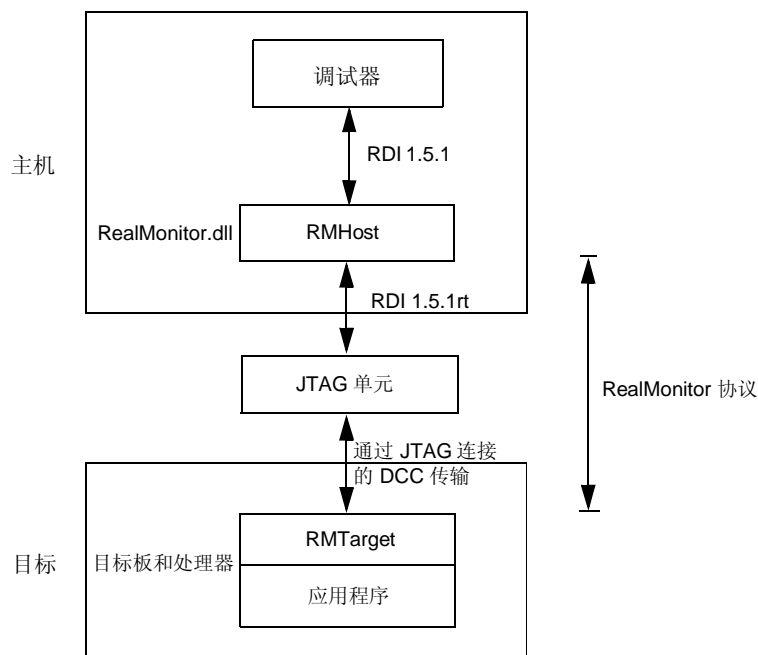 调试器
RDI 1.5.1
主机
RealMonitor.dll
RMHost
RDI 1.5.1rt
JTAG 单元
RealMonitor 协议
通过 JTAG 连接
的 DCC 传输
RMTarget
目标
目标板和处理器
应用程序